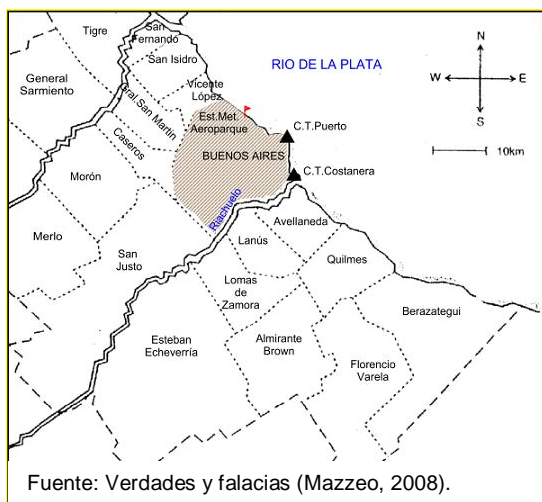 Tigre
San
Fernando
San Isidro
RIO DE LA PLATA
N
W
E
S
General
Sarmiento
Vicente
López
Gral.San Martin
Est.Met.
Aeroparque
C.T.Puerto
10km
Caseros
BUENOS AIRES
Morón
C.T.Costanera
Riachuelo
Avellaneda
Merlo
Lanús
San
Justo
Quilmes
Lomas
de
Zamora
Berazategui
Esteban
Echeverría
Almirante
Brown
Florencio
Varela
Fuente: Verdades y falacias (Mazzeo, 2008).